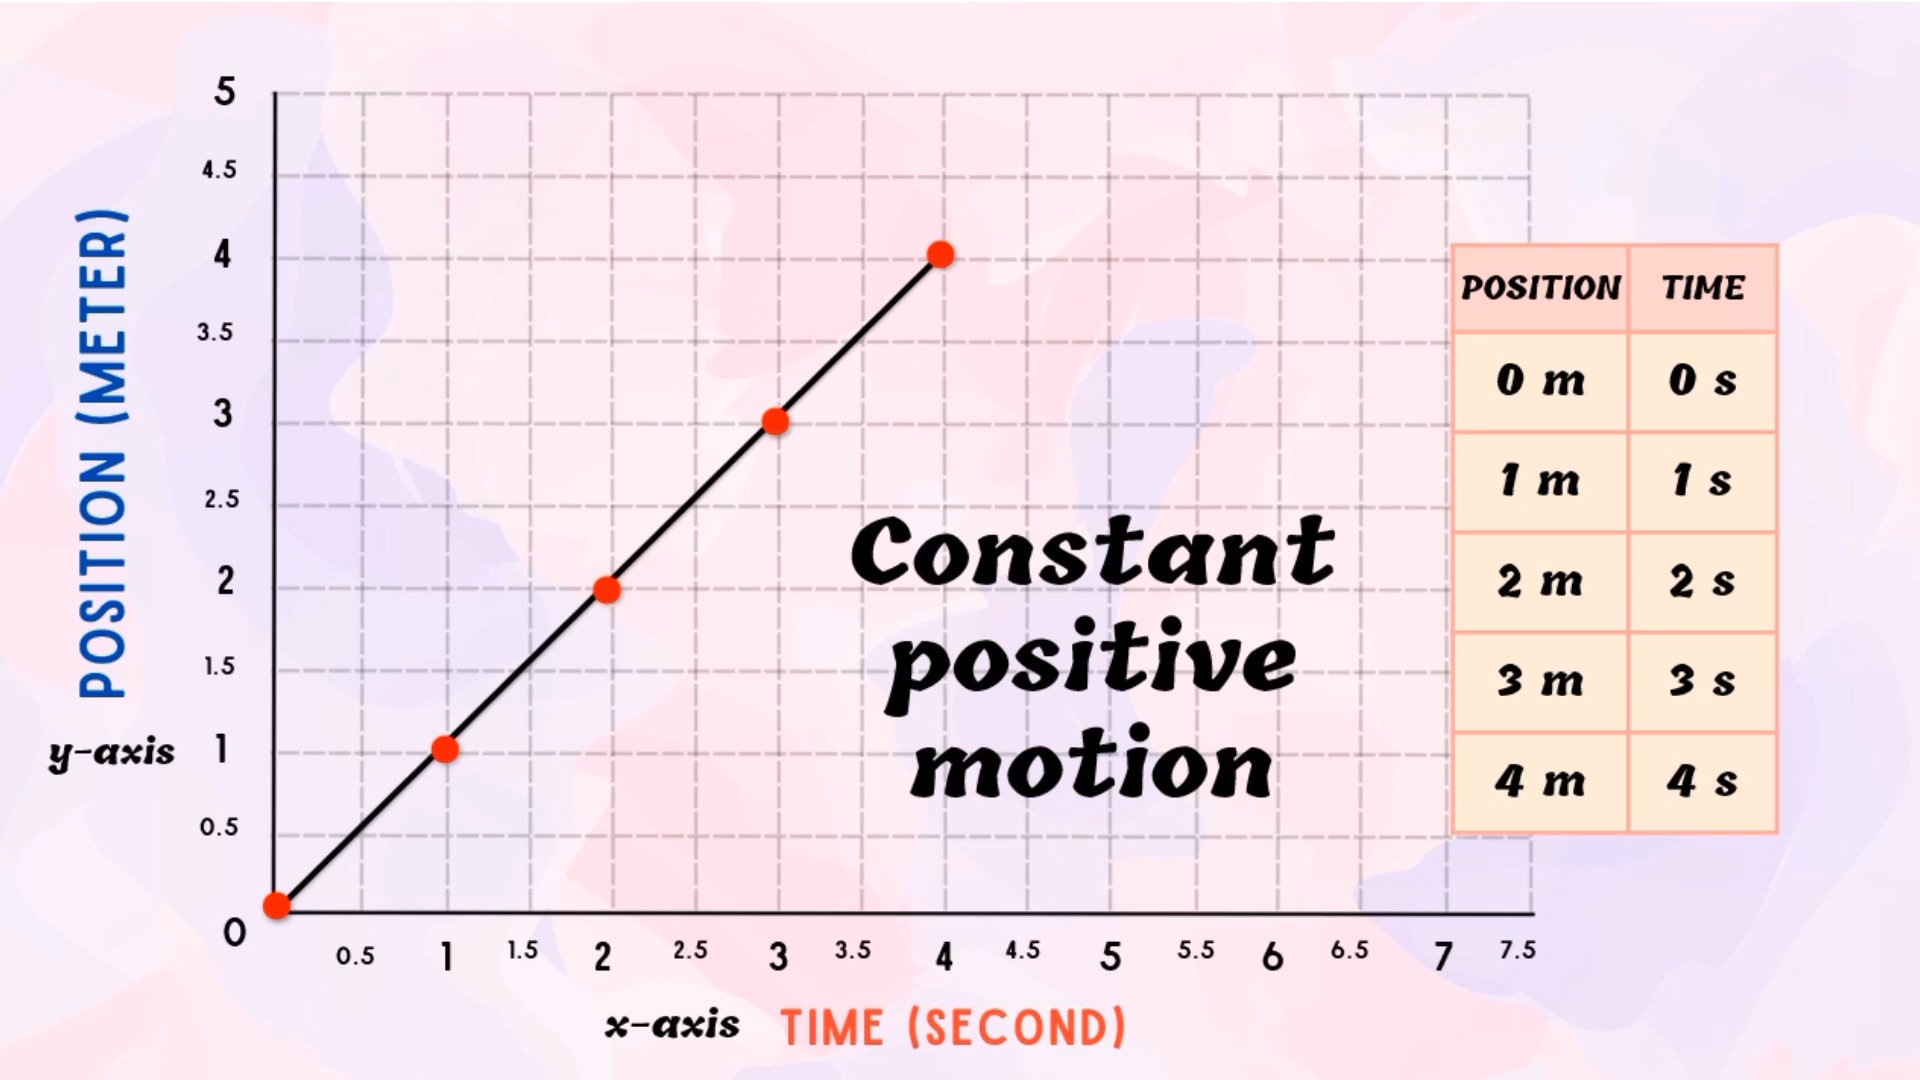 5
4.5
4
3.5
3
2.5
2
1.5
1
0.5
0
POSITION (METER)
y-axis
Constant
positive
motion
POSITION TIME
0 m 0 s
1 m 1 s
2 m 2 s
3 m 3 s
4 m 4 s
0.5 1 1.5 2 2.5 3 3.5 4 4.5 5 5.5 6 6.5 7 7.5
x-axis TIME (SECOND)